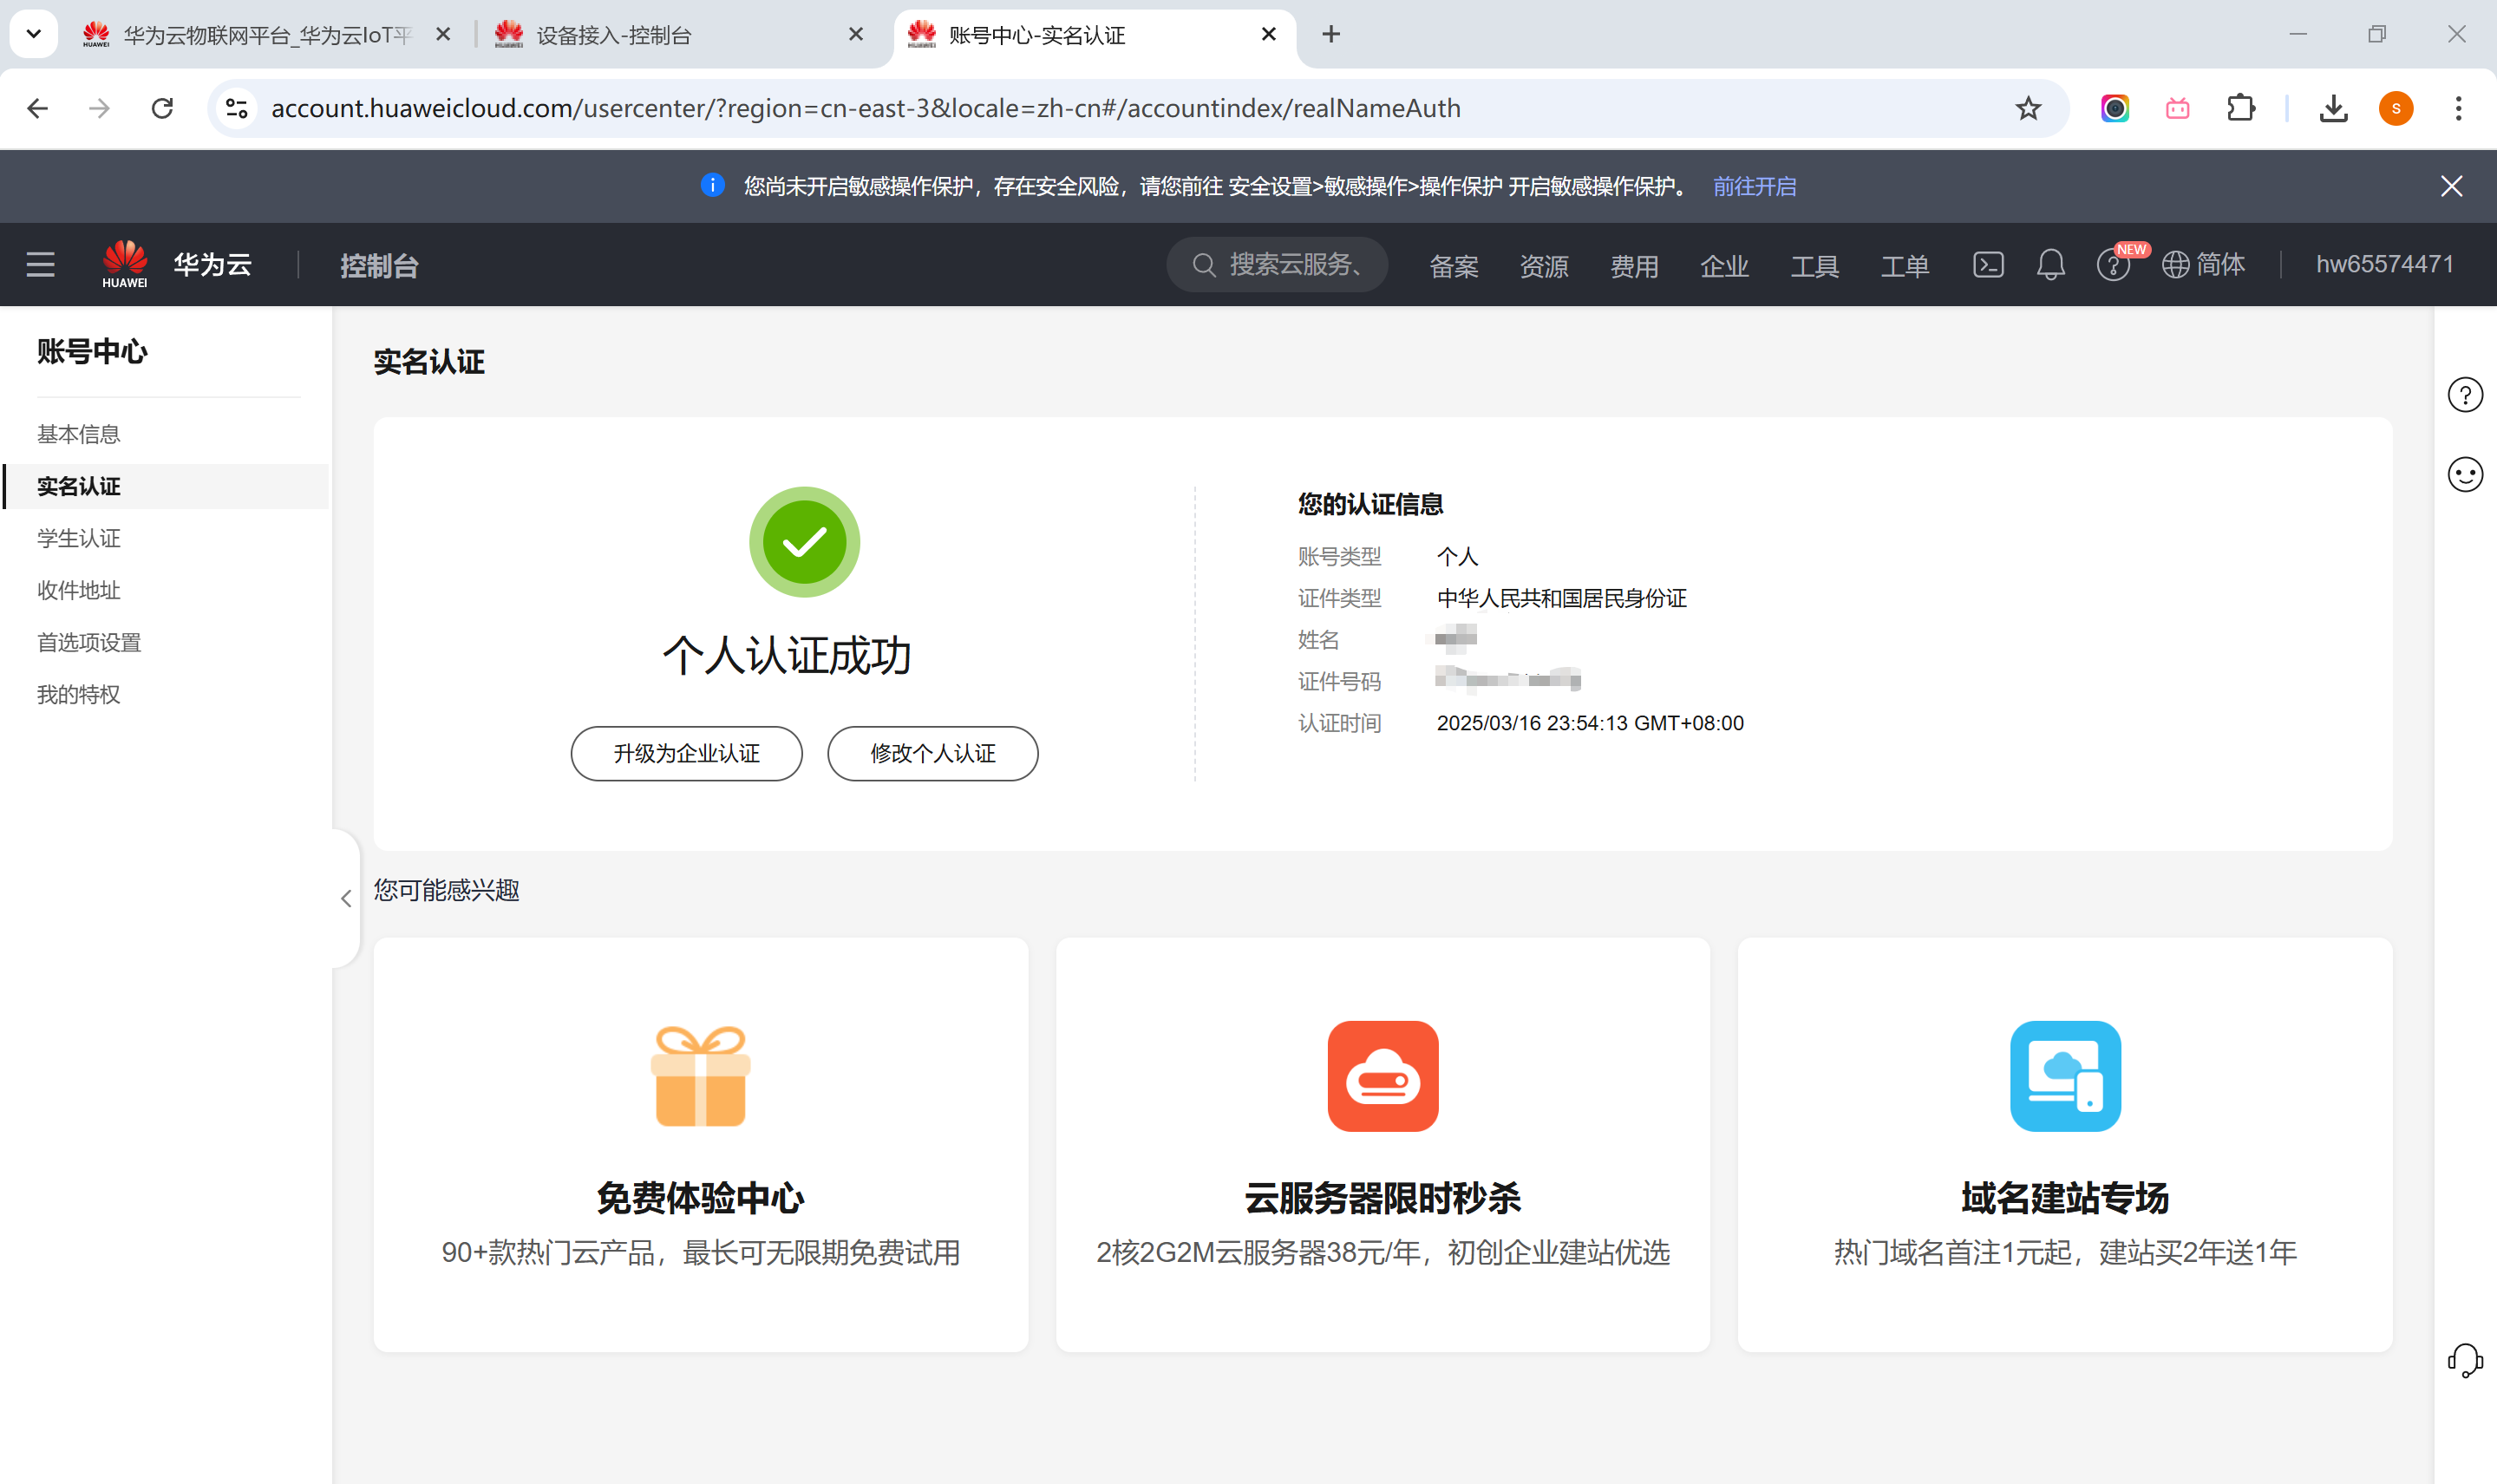 华为云物联网平台_华为云IoT平
设备接入-控制台
账号中心-实名认证
account.huaweicloud.com/usercenter/?region=cn-east-3&locale=zh-cn#/accountindex/realNameAuth
S
您尚未开启敏感操作保护，存在安全风险，请您前往 安全设置>敏感操作>操作保护 开启敏感操作保护。 前往开启
HUAWEI
华为云
控制台
搜索云服务、
备案
资源
费用
企业
工具
工单
NEW
简体
hw65574471
账号中心
基本信息
实名认证
学生认证
收件地址
首选项设置
我的特权
实名认证
个人认证成功
升级为企业认证
修改个人认证
您的认证信息
账号类型 个人
证件类型 中华人民共和国居民身份证
姓名
证件号码
认证时间 2025/03/16 23:54:13 GMT+08:00
您可能感兴趣
免费体验中心
90+款热门云产品，最长可无限期免费试用
云服务器限时秒杀
2核2G2M云服务器38元/年，初创企业建站优选
域名建站专场
热门域名首注1元起，建站买2年送1年